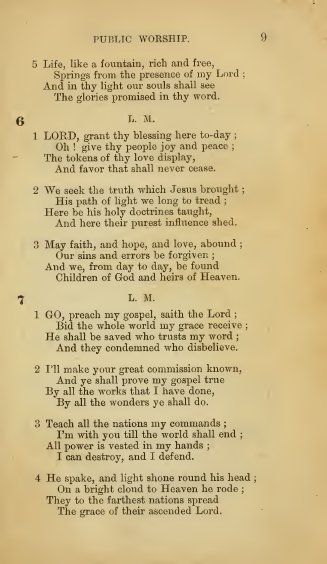 PUBLIC WORSHIP. 9
5 Life, like a fountain, rich and free,
Springs from the presence of my Lord ;
And in thy light our souls shall see
The glories promised in thy word.
6 L. M.
1 LORD, grant thy blessing here to-day ;
Oh ! give thy people joy and peace ;
The tokens of thy love display,
And favor that shall never cease.
2 We seek the truth which Jesus brought ;
His path of light we long to tread ;
Here be his holy doctrines taught,
And here their purest influence shed.
3 May faith, and hope, and love, abound ;
Our sins and errors be forgiven ;
And we, from day to day, be found
Children of God and heirs of Heaven.
7 L. M.
1 GO, preach my gospel, saith the Lord ;
Bid the whole world my grace receive ;
He shall be saved who trusts my word ;
And they condemned who disbelieve.
2 I'll make your great commission known,
And ye shall prove my gospel true
By all the works that I have done,
By all the wonders ye shall do.
3 Teach all the nations my commands ;
I'm with you till the world shall end ;
All power is vested in my hands ;
I can destroy, and I defend.
4 He spake, and light shone round his head ;
On a bright cloud to Heaven he rode ;
They to the farthest nations spread
The grace of their ascended Lord.